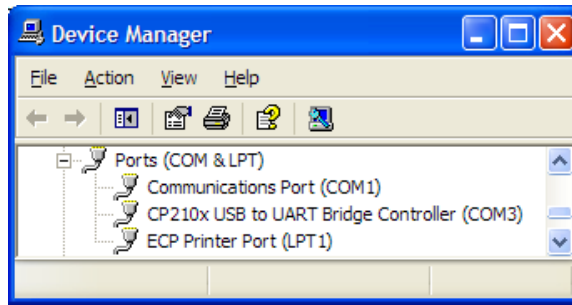 Device Manager
File Action View Help
Ports (COM & LPT)
Communications Port (COM1)
CP210x USB to UART Bridge Controller (COM3)
ECP Printer Port (LPT1)